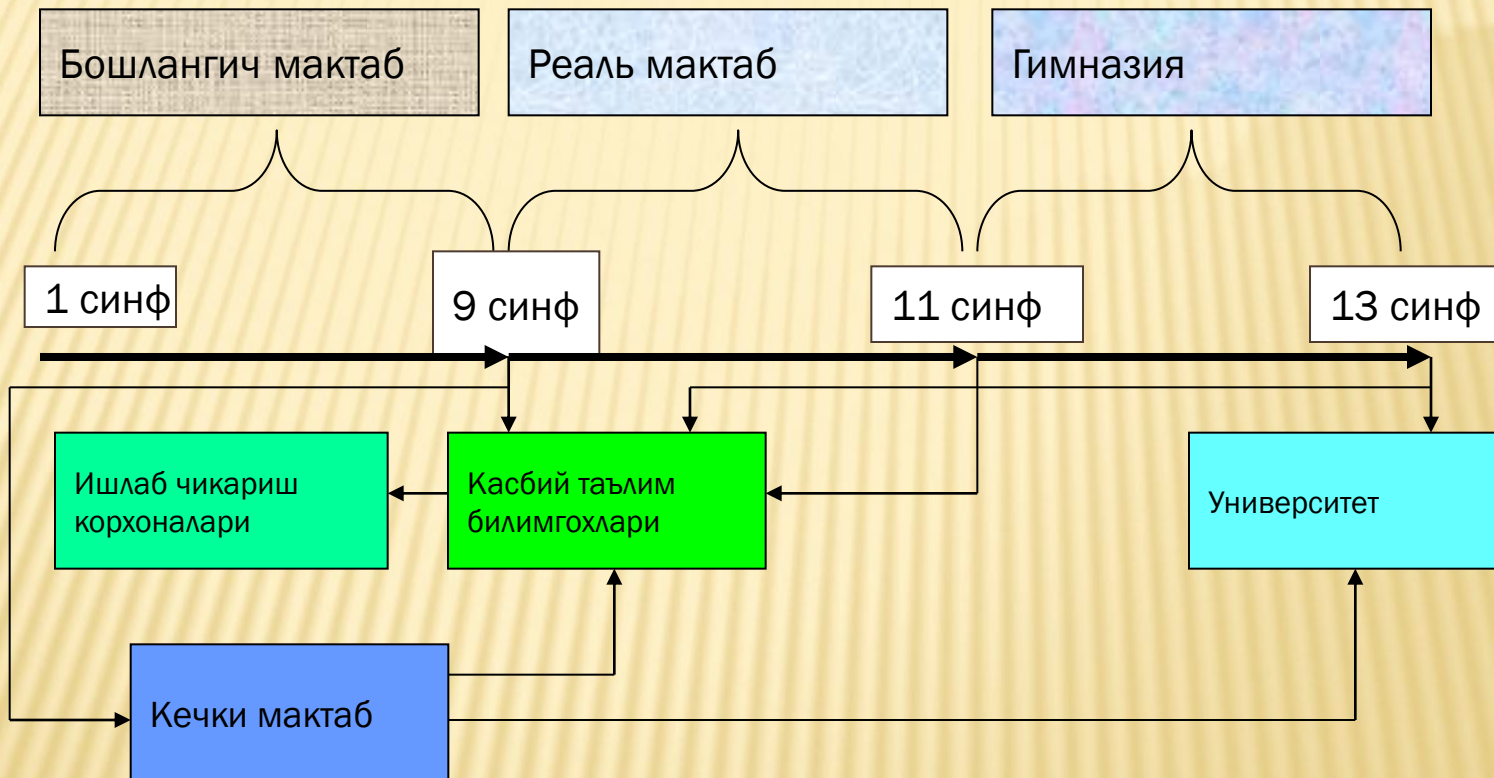 Бошлангич мактаб
Реаль мактаб
Гимназия
1 синф
9 синф
11 синф
13 синф
Ишлаб чикариш
корхоналари
Касбий таълим
билимгохлари
Университет
Кечки мактаб